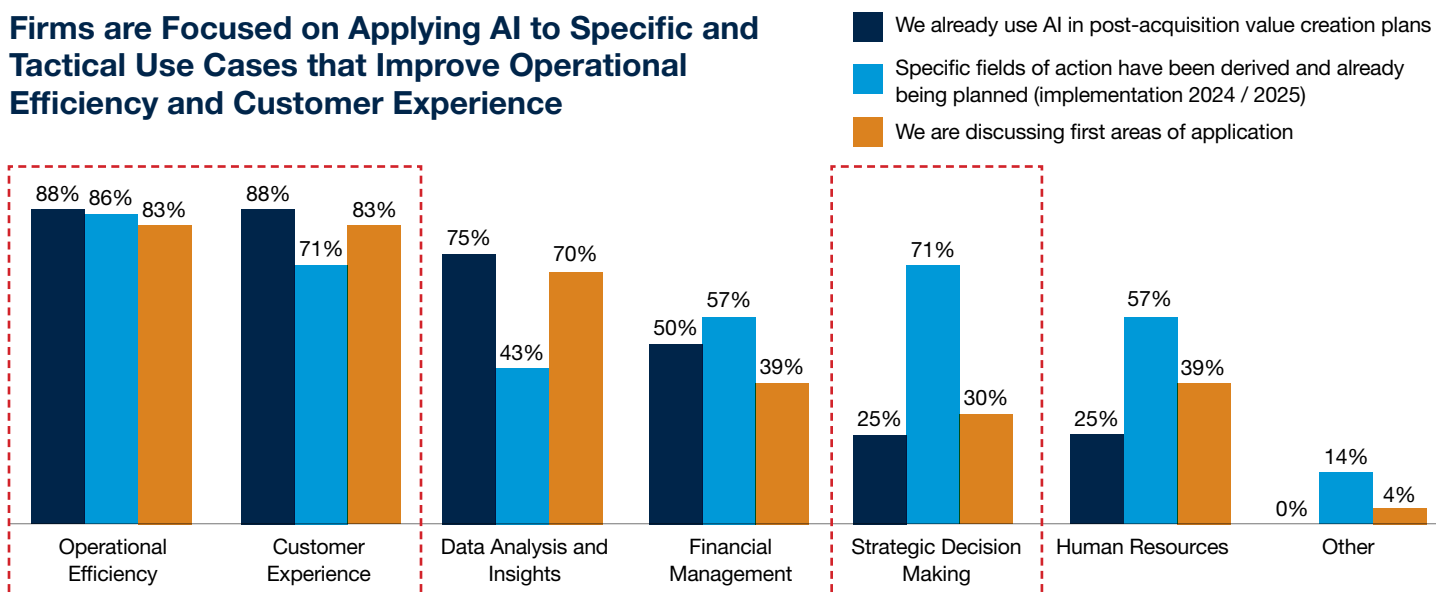 Firms are Focused on Applying AI to Specific and
Tactical Use Cases that Improve Operational
Efficiency and Customer Experience
We already use AI in post-acquisition value creation plans
Specific fields of action have been derived and already
being planned (implementation 2024 / 2025)
We are discussing first areas of application
88% 86% 83%
88% 71% 83%
75% 43% 70%
50% 57% 39%
25% 71% 30%
25% 57% 39%
0% 14% 4%
Operational
Efficiency
Customer
Experience
Data Analysis and
Insights
Financial
Management
Strategic Decision
Making
Human Resources
Other